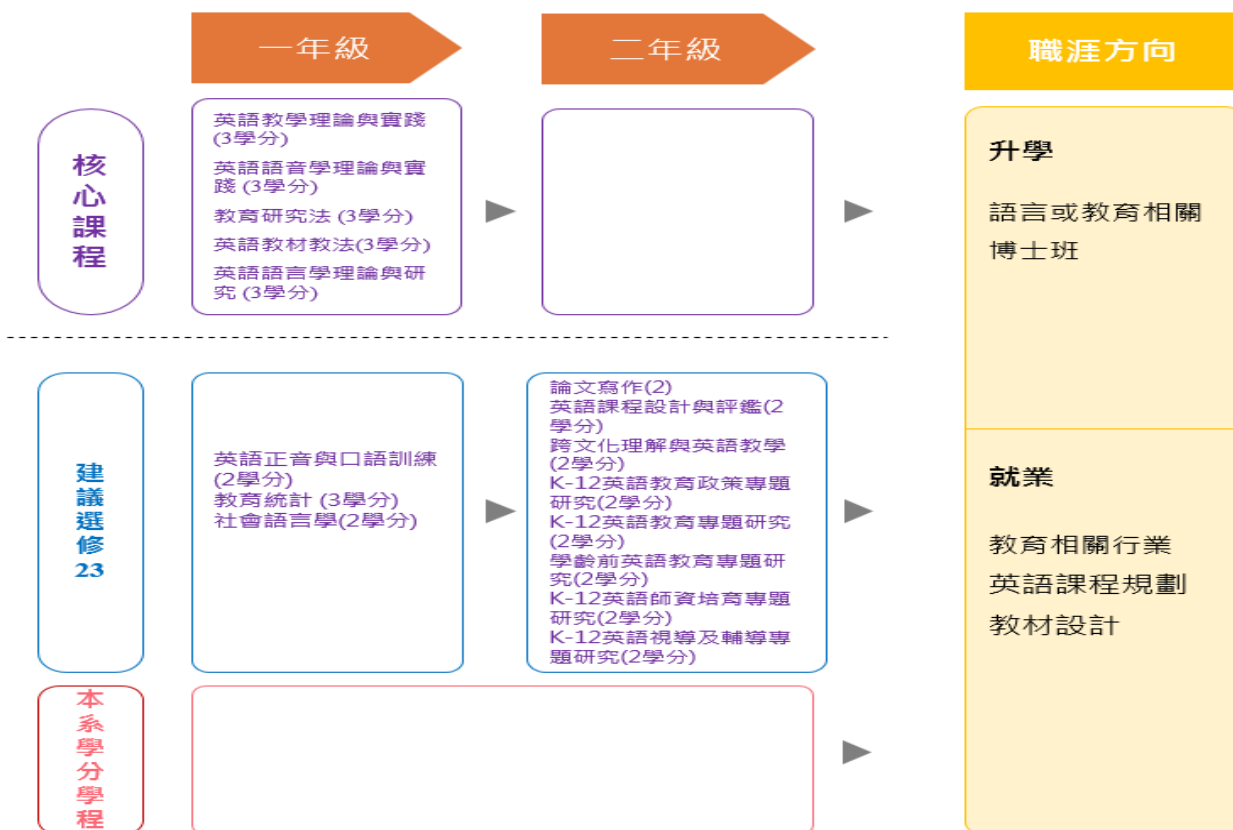 一年級
二年級
職涯方向
核
心
課
程
英語教學理論與實踐
(3學分)
英語語音學理論與實
踐 (3學分)
教育研究法 (3學分)
英語教材教法(3學分)
英語語言學理論與研
究 (3學分)
升學
語言或教育相關
博士班
建
議
選
修
23
英語正音與口語訓練
(2學分)
教育統計 (3學分)
社會語言學(2學分)
論文寫作(2)
英語課程設計與評鑑(2
學分)
跨文化理解與英語教學
(2學分)
K-12英語教育政策專題
研究(2學分)
K-12英語教育專題研究
(2學分)
學齡前英語教育專題研
究(2學分)
K-12英語師資培育專題
研究(2學分)
K-12英語視導及輔導專
題研究(2學分)
就業
教育相關行業
英語課程規劃
教材設計
本
系
學
分
學
程